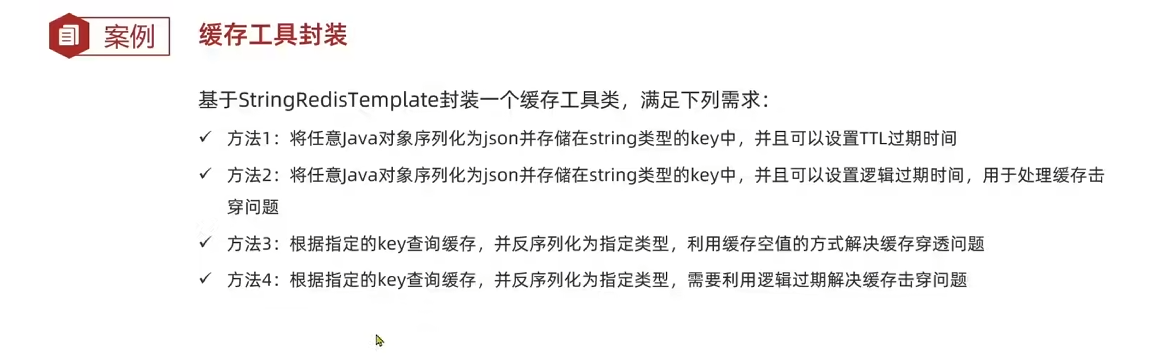 案例 缓存工具封装
基于StringRedisTemplate封装一个缓存工具类，满足下列需求：
✓ 方法1：将任意Java对象序列化为json并存储在string类型的key中，并且可以设置TTL过期时间
✓ 方法2：将任意Java对象序列化为json并存储在string类型的key中，并且可以设置逻辑过期时间，用于处理缓存击
穿问题
✓ 方法3：根据指定的key查询缓存，并反序列化为指定类型，利用缓存空值的方式解决缓存穿透问题
✓ 方法4：根据指定的key查询缓存，并反序列化为指定类型，需要利用逻辑过期解决缓存击穿问题